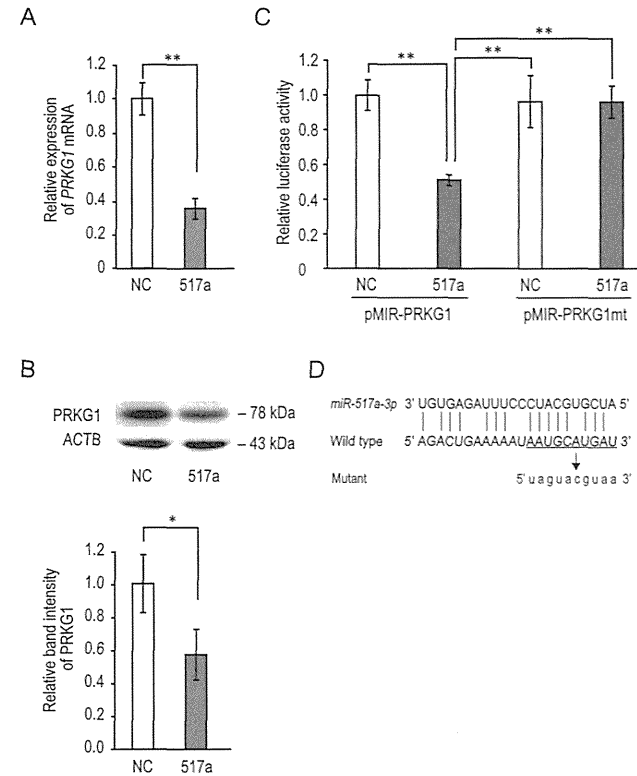 A
Relative expression
of PRKG1 mRNA
1.2
1.0
0.8
0.6
0.4
0.2
0
**
NC 517a
C
Relative luciferase activity
1.2
1.0
0.8
0.6
0.4
0.2
0
**
**
**
NC 517a NC 517a
pMIR-PRKG1 pMIR-PRKG1mt
B
PRKG1 – 78 kDa
ACTB – 43 kDa
NC 517a
Relative band intensity
of PRKG1
1.2
1.0
0.8
0.6
0.4
0.2
0.0
*
NC 517a
D
miR-517a-3p 3' UGUGAGAUUUCCCUACGUGCUA 5'
Wild type 5' AGACUGAAAAAUAAUGCAUGAU 3'
Mutant 5' uaguacguaa 3'